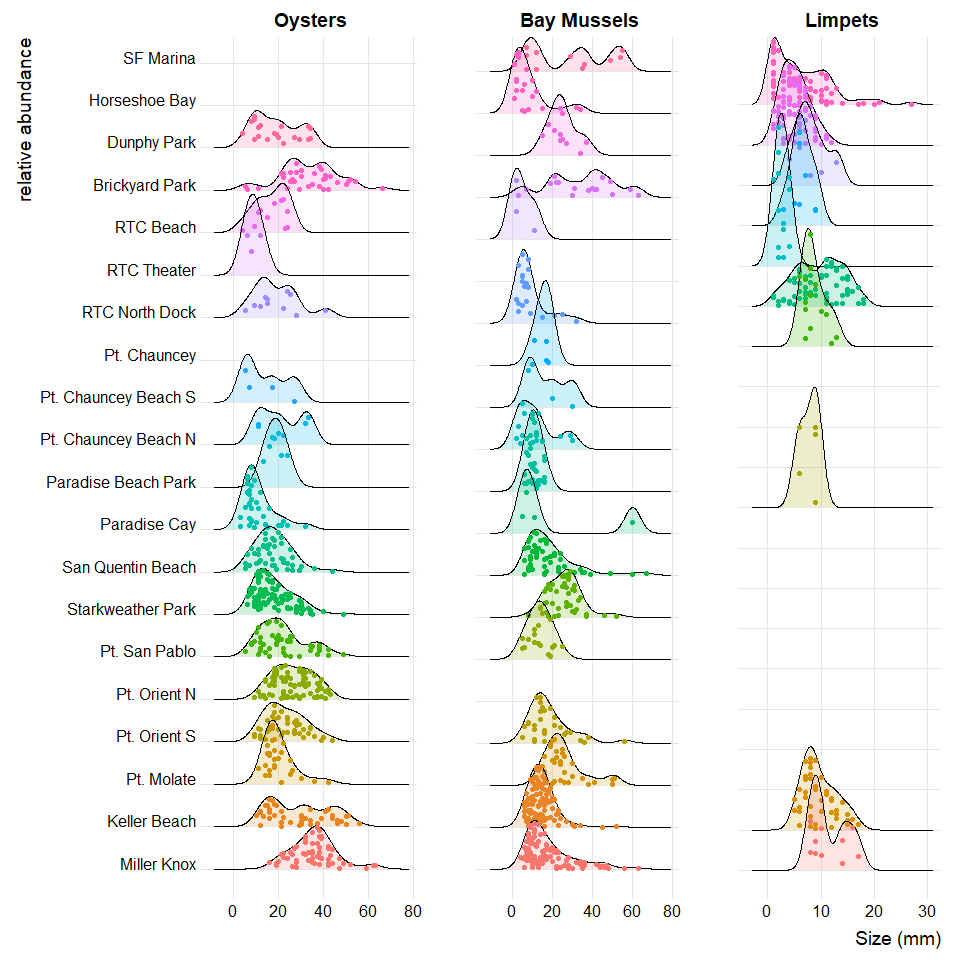 Oysters Bay Mussels Limpets
relative abundance
SF Marina
Horseshoe Bay
Dunphy Park
Brickyard Park
RTC Beach
RTC Theater
RTC North Dock
Pt. Chauncey
Pt. Chauncey Beach S
Pt. Chauncey Beach N
Paradise Beach Park
Paradise Cay
San Quentin Beach
Starkweather Park
Pt. San Pablo
Pt. Orient N
Pt. Orient S
Pt. Molate
Keller Beach
Miller Knox
0 20 40 60 80 0 20 40 60 80 0 10 20 30
Size (mm)